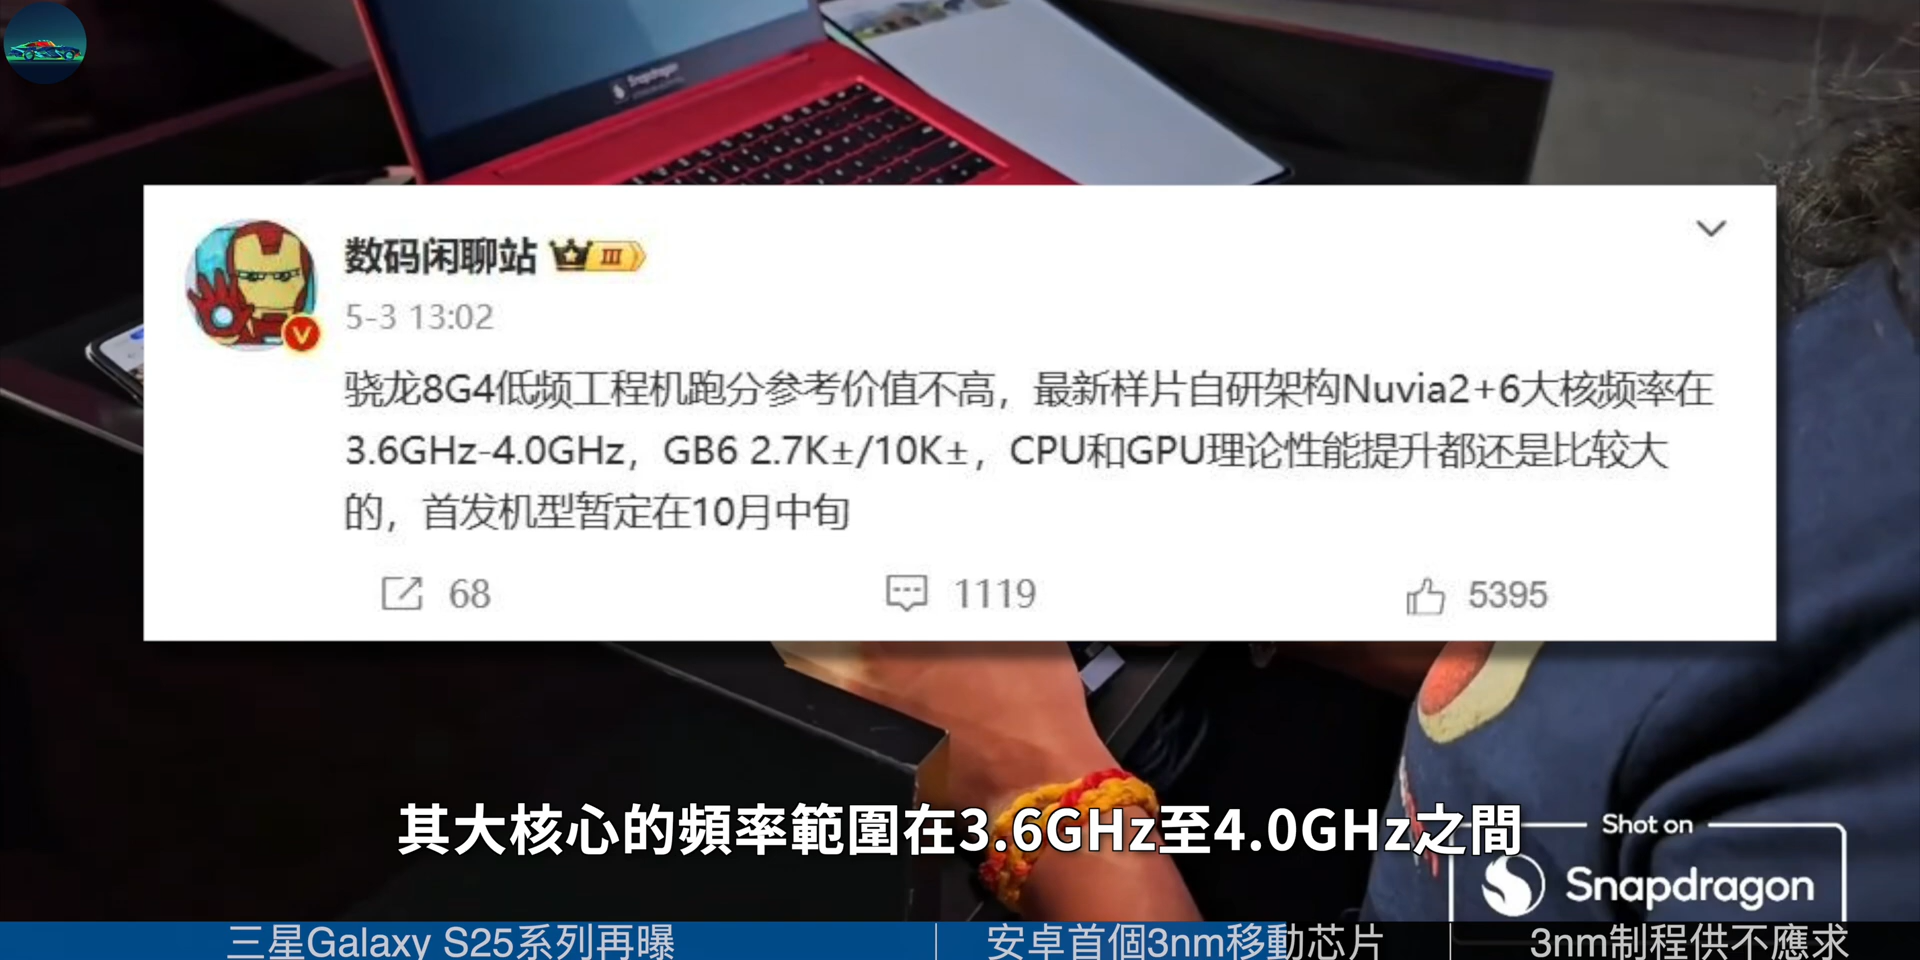 Snapdragon
数码闲聊站
III
V
5-3 13:02
骁龙8G4低频工程机跑分参考价值不高，最新样片自研架构Nuvia2+6大核频率在
3.6GHz-4.0GHz，GB6 2.7K±/10K±，CPU和GPU理论性能提升都还是比较大
的，首发机型暂定在10月中旬
68
1119
5395
其大核心的頻率範圍在3.6GHz至4.0GHz之間
Shot on
Snapdragon
三星Galaxy S25系列再曝
安卓首個3nm移動芯片
3nm制程供不應求